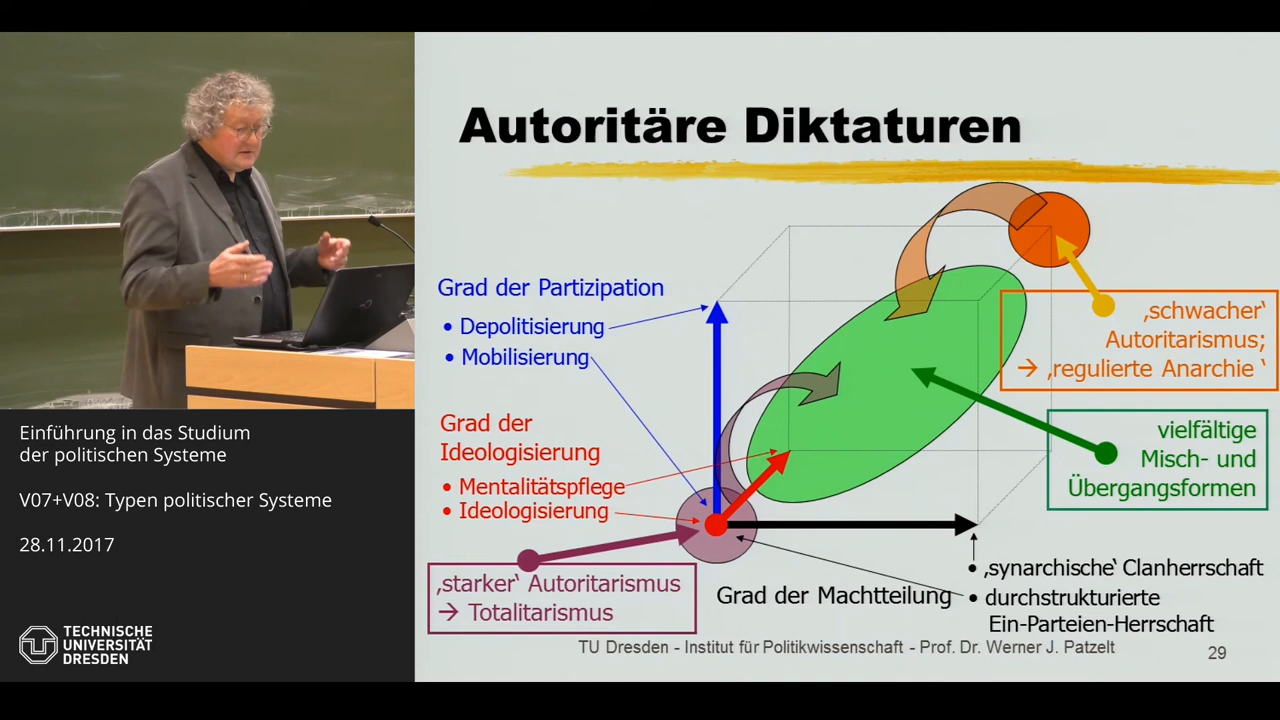 Autoritäre Diktaturen
Grad der Partizipation
• Depolitisierung
• Mobilisierung
Grad der
Ideologisierung
• Mentalitätspflege
• Ideologisierung
‚starker‘ Autoritarismus
→ Totalitarismus
‚schwacher‘
Autoritarismus;
→ ‚regulierte Anarchie ‘
vielfältige
Misch- und
Übergangsformen
Grad der Machtteilung
• ‚synarchische‘ Clanherrschaft
• durchstrukturierte
Ein-Parteien-Herrschaft
TU Dresden - Institut für Politikwissenschaft - Prof. Dr. Werner J. Patzelt
29
Einführung in das Studium
der politischen Systeme
V07+V08: Typen politischer Systeme
28.11.2017
TECHNISCHE
UNIVERSITÄT
DRESDEN